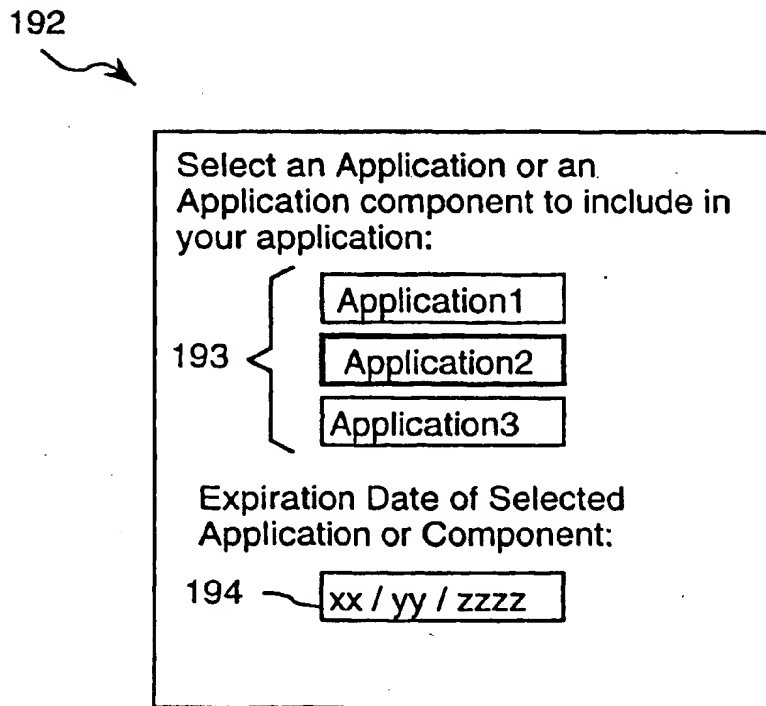 192
Select an Application or an
Application component to include in
your application:
Application1
193
Application2
Application3
Expiration Date of Selected
Application or Component:
194
xx / yy / zzzz